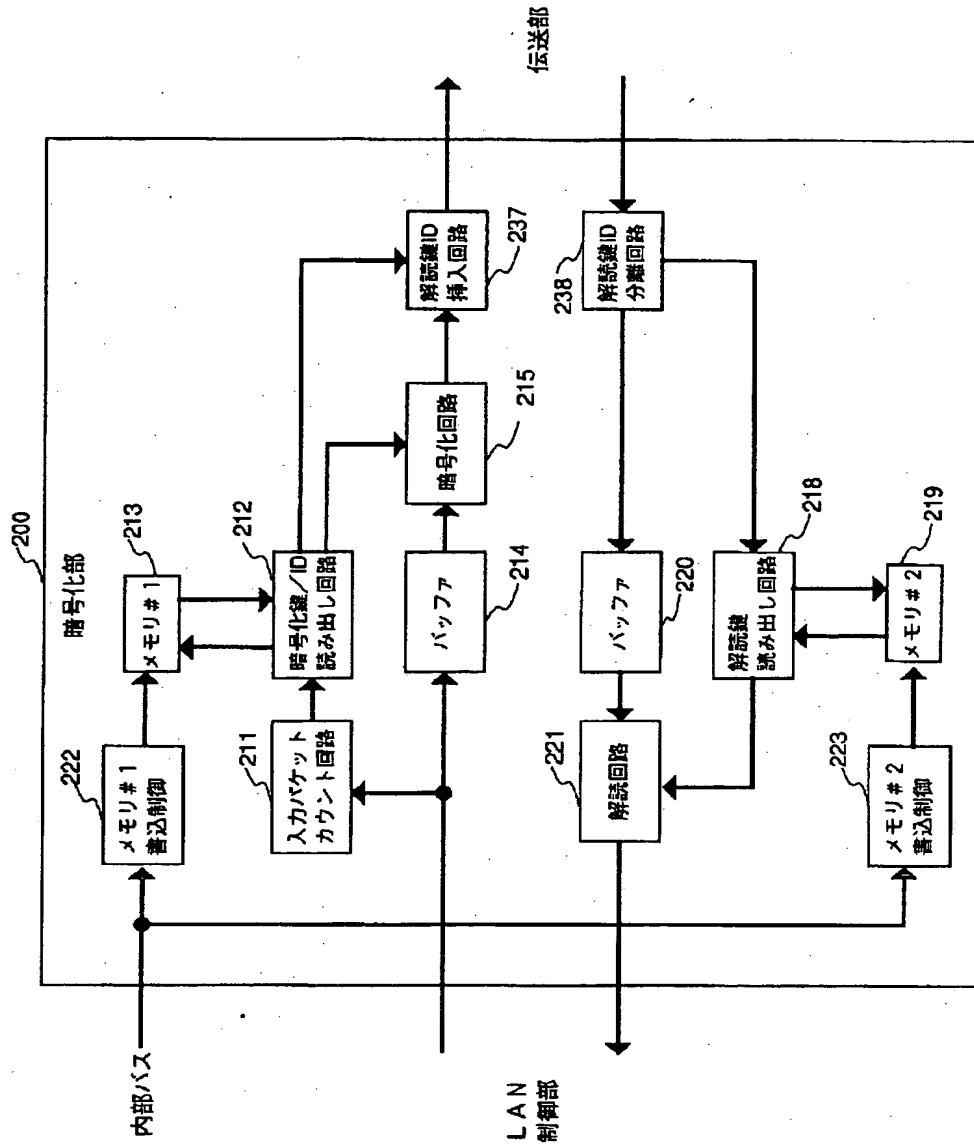 200
暗号化部
内部バス
222
メモリ#1
書込制御
213
メモリ#1
212
暗号化鍵/ID
読み出し回路
211
入力パケット
カウント回路
解読鍵ID
挿入回路
237
暗号化回路
215
バッファ
214
伝送部
LAN
制御部
238
解読鍵ID
分離回路
バッファ
220
221
解読回路
218
解読鍵
読み出し回路
219
メモリ#2
223
メモリ#2
書込制御